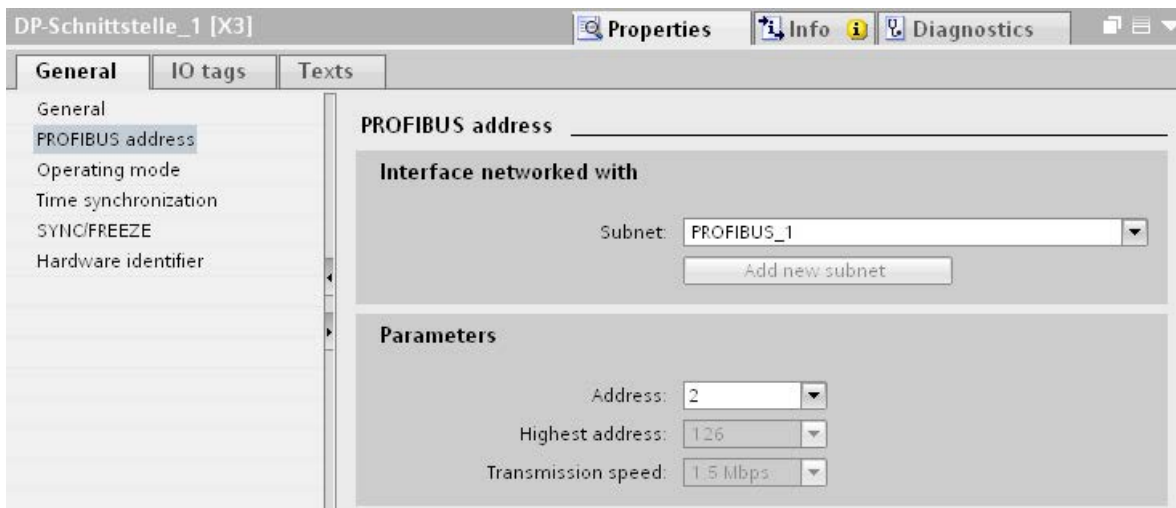 DP-Schnittstelle_1 [X3]
Properties
Info
Diagnostics
General
IO tags
Texts
General
PROFIBUS address
Operating mode
Time synchronization
SYNC/FREEZE
Hardware identifier
PROFIBUS address
Interface networked with
Subnet: PROFIBUS_1
Add new subnet
Parameters
Address: 2
Highest address: 126
Transmission speed: 1.5 Mbps